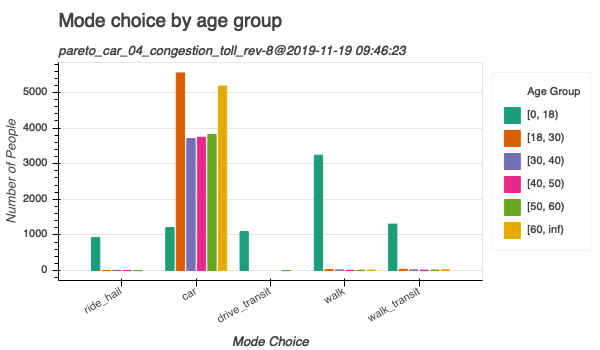 Mode choice by age group
pareto_car_04_congestion_toll_rev-8@2019-11-19 09:46:23
Number of People
5000
4000
3000
2000
1000
0
ride_hail
car
drive_transit
walk
walk_transit
Mode Choice
Age Group
[0, 18)
[18, 30)
[30, 40)
[40, 50)
[50, 60)
[60, inf)